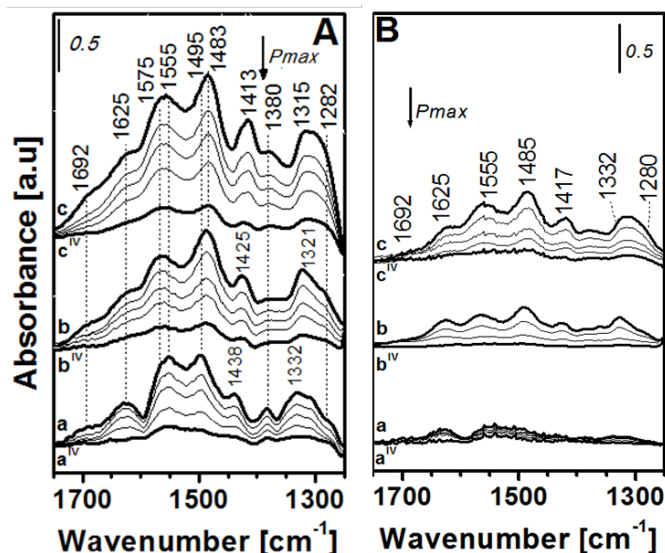 A
0.5
Pmax
1692
1625
1575
1555
1495
1483
1413
1380
1315
1282
c
c IV
1425
1321
b
b IV
1438
1332
a
a IV
1700
1500
1300
Wavenumber [cm-1]
Absorbance [a.u]
B
0.5
Pmax
1692
1625
1555
1485
1417
1332
1280
c
c IV
b
b IV
a
a IV
1700
1500
1300
Wavenumber [cm-1]